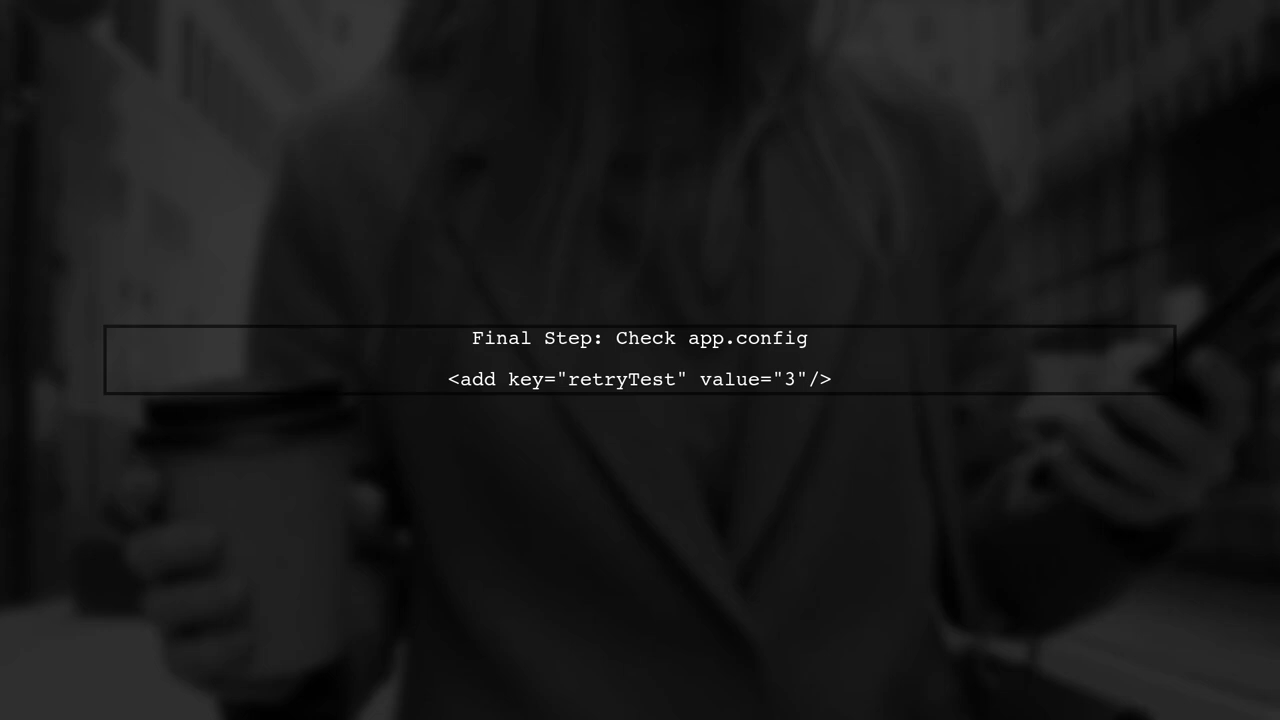 Final Step: Check app.config
<add key="retryTest" value="3"/>